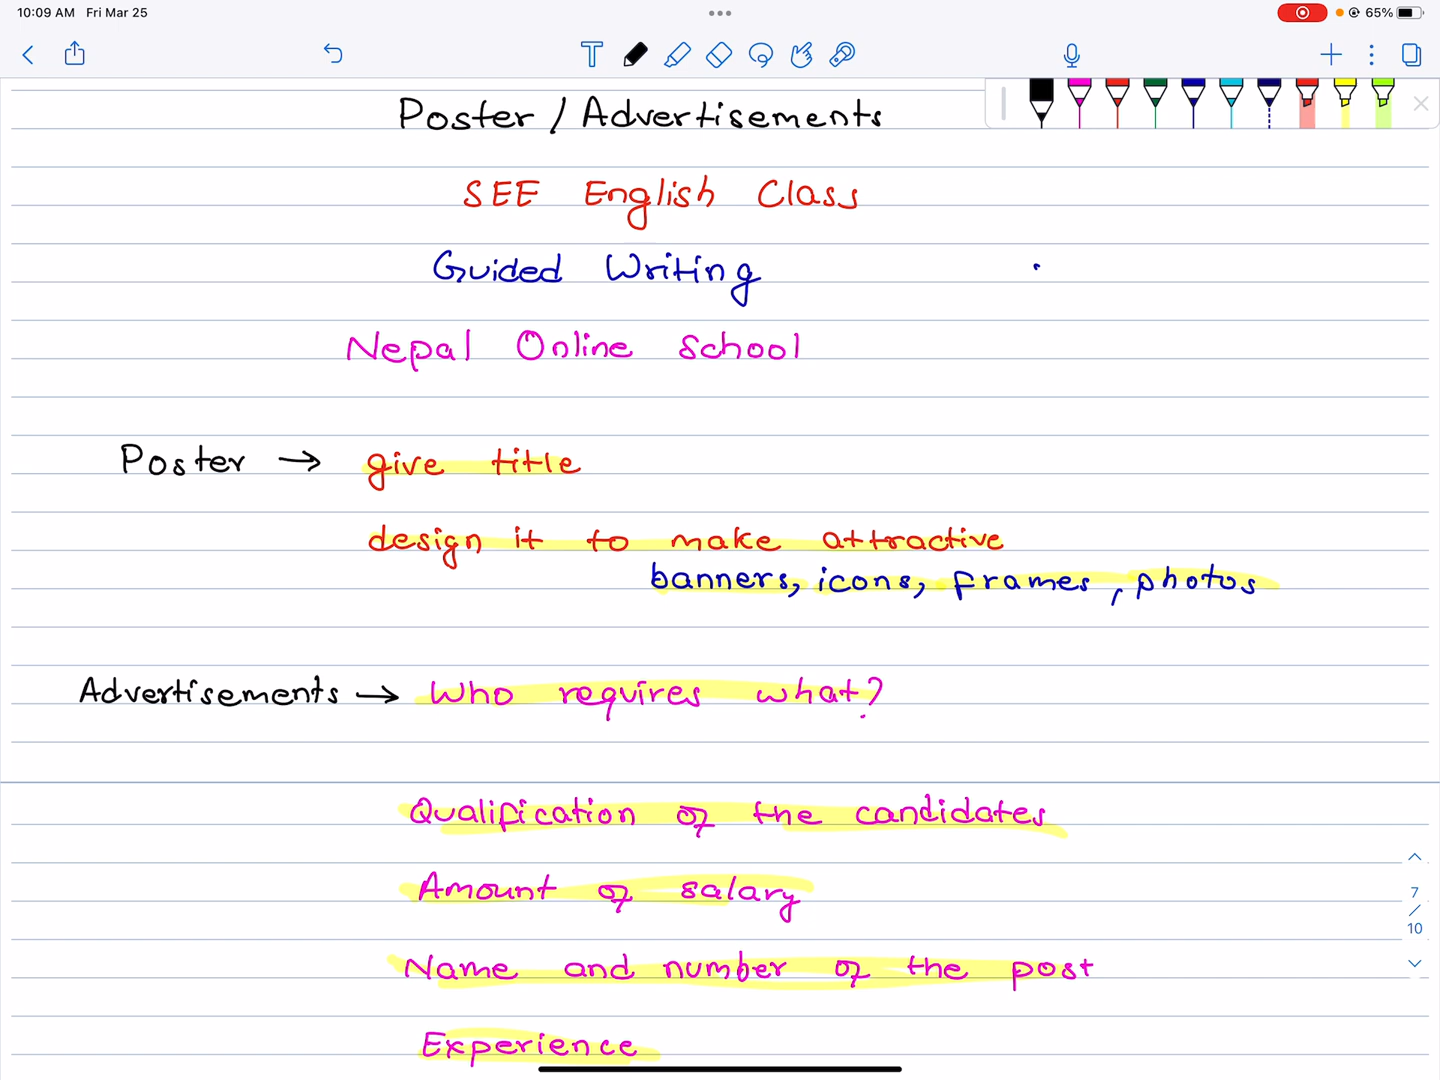 10:09 AM Fri Mar 25
65%
Poster / Advertisements
SEE English Class
Guided Writing
Nepal Online School
Poster → give title
design it to make attractive
banners, icons, frames, photos
Advertisements → Who requires what?
Qualification of the candidates
Amount of salary
Name and number of the post
Experience
7
/
10